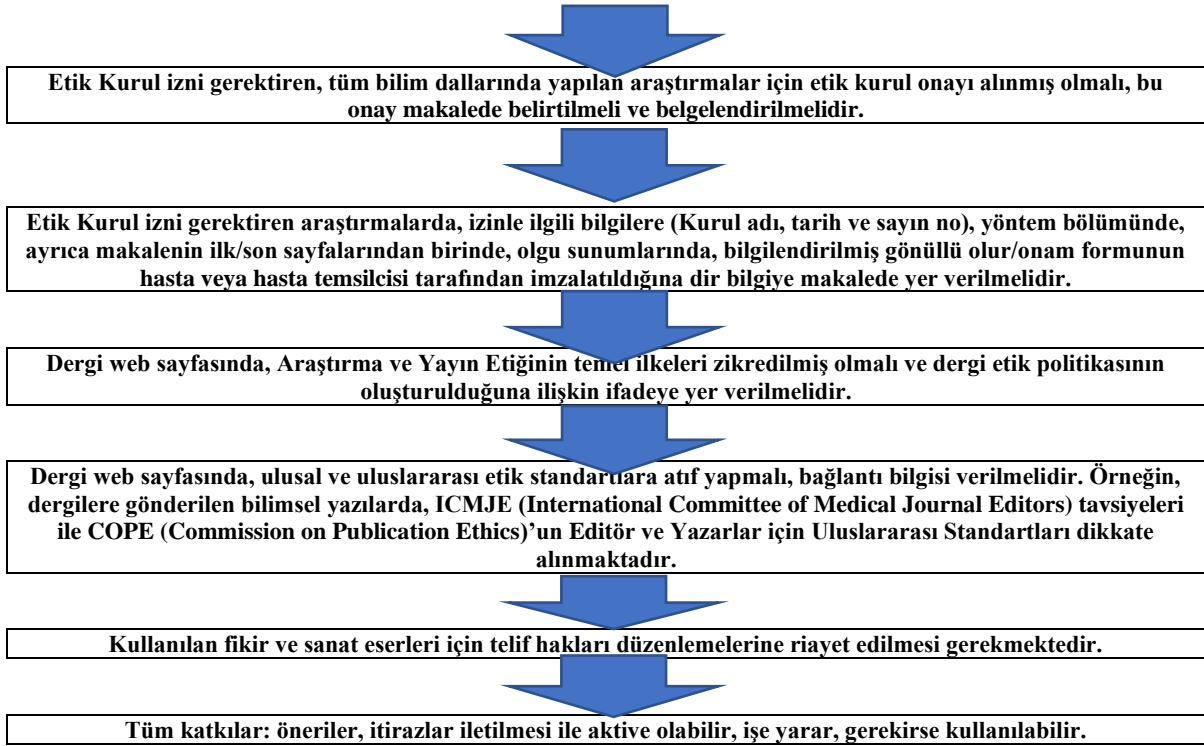 Etik Kurul izni gerektiren, tüm bilim dallarında yapılan araştırmalar için etik kurul onayı alınmış olmalı, bu
onay makalede belirtilmeli ve belgelendirilmelidir.
Etik Kurul izni gerektiren araştırmalarda, izinle ilgili bilgilere (Kurul adı, tarih ve sayın no), yöntem bölümünde,
ayrıca makalenin ilk/son sayfalarından birinde, olgu sunumlarında, bilgilendirilmiş gönüllü olur/onam formunun
hasta veya hasta temsilcisi tarafından imzalatıldığına dir bilgiye makalede yer verilmelidir.
Dergi web sayfasında, Araştırma ve Yayın Etiğinin temel ilkeleri zikredilmiş olmalı ve dergi etik politikasının
oluşturulduğuna ilişkin ifadeye yer verilmelidir.
Dergi web sayfasında, ulusal ve uluslararası etik standartlara atıf yapmalı, bağlantı bilgisi verilmelidir. Örneğin,
dergilere gönderilen bilimsel yazılarda, ICMJE (International Committee of Medical Journal Editors) tavsiyeleri
ile COPE (Commission on Publication Ethics)’un Editör ve Yazarlar için Uluslararası Standartları dikkate
alınmaktadır.
Kullanılan fikir ve sanat eserleri için telif hakları düzenlemelerine riayet edilmesi gerekmektedir.
Tüm katkılar: öneriler, itirazlar iletilmesi ile aktive olabilir, işe yarar, gerekirse kullanılabilir.